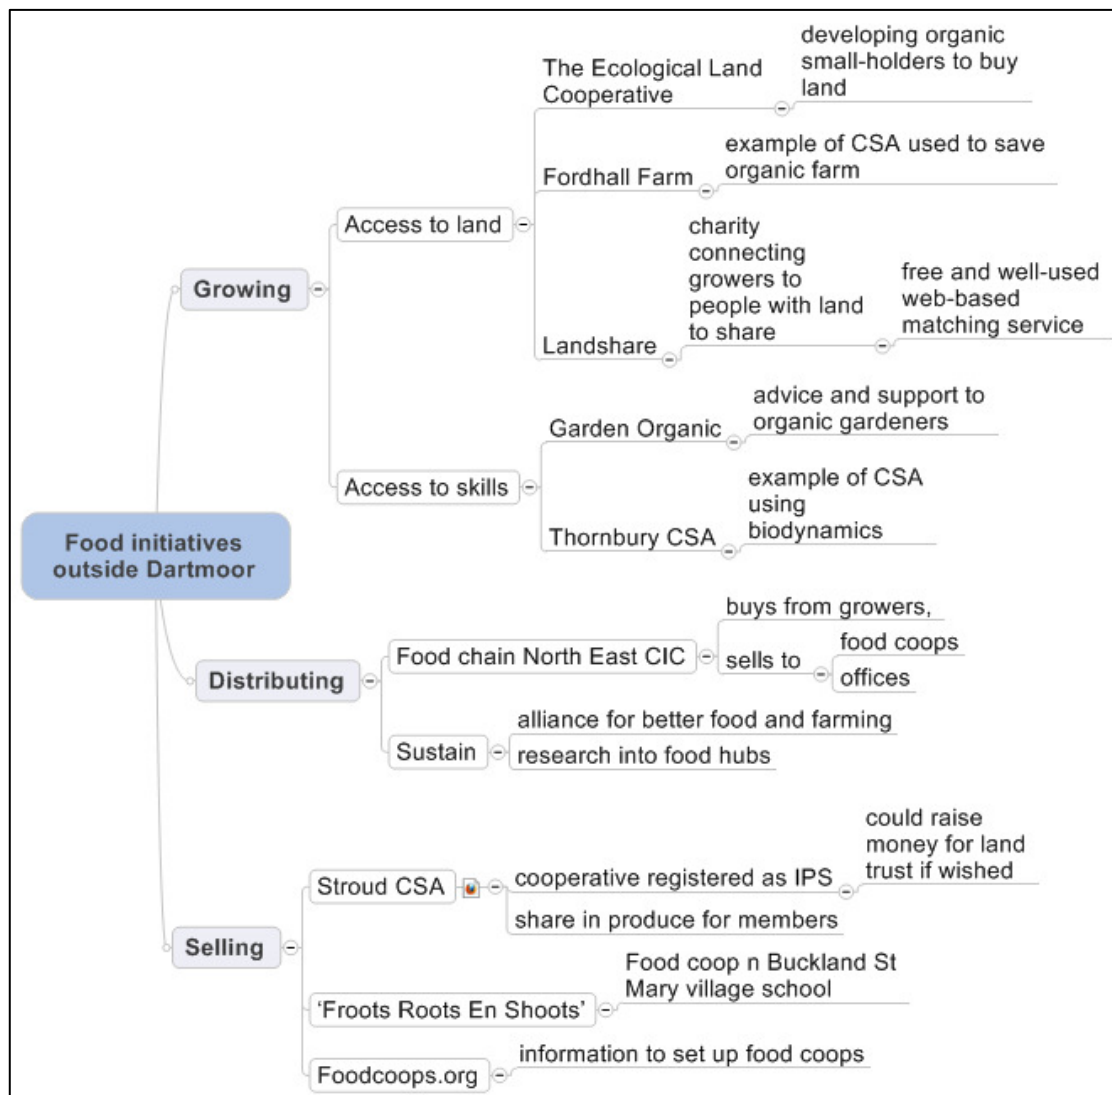 Food initiatives
outside Dartmoor
Growing
Access to land
The Ecological Land
Cooperative
developing organic
small-holders to buy
land
Fordhall Farm
example of CSA used to save
organic farm
Landshare
charity
connecting
growers to
people with land
to share
free and well-used
web-based
matching service
Access to skills
Garden Organic
advice and support to
organic gardeners
Thornbury CSA
example of CSA
using
biodynamics
Distributing
Food chain North East CIC
buys from growers,
sells to
food coops
offices
Sustain
alliance for better food and farming
research into food hubs
Selling
Stroud CSA
cooperative registered as IPS
could raise
money for land
trust if wished
share in produce for members
‘Froots Roots En Shoots’
Food coop n Buckland St
Mary village school
Foodcoops.org
information to set up food coops